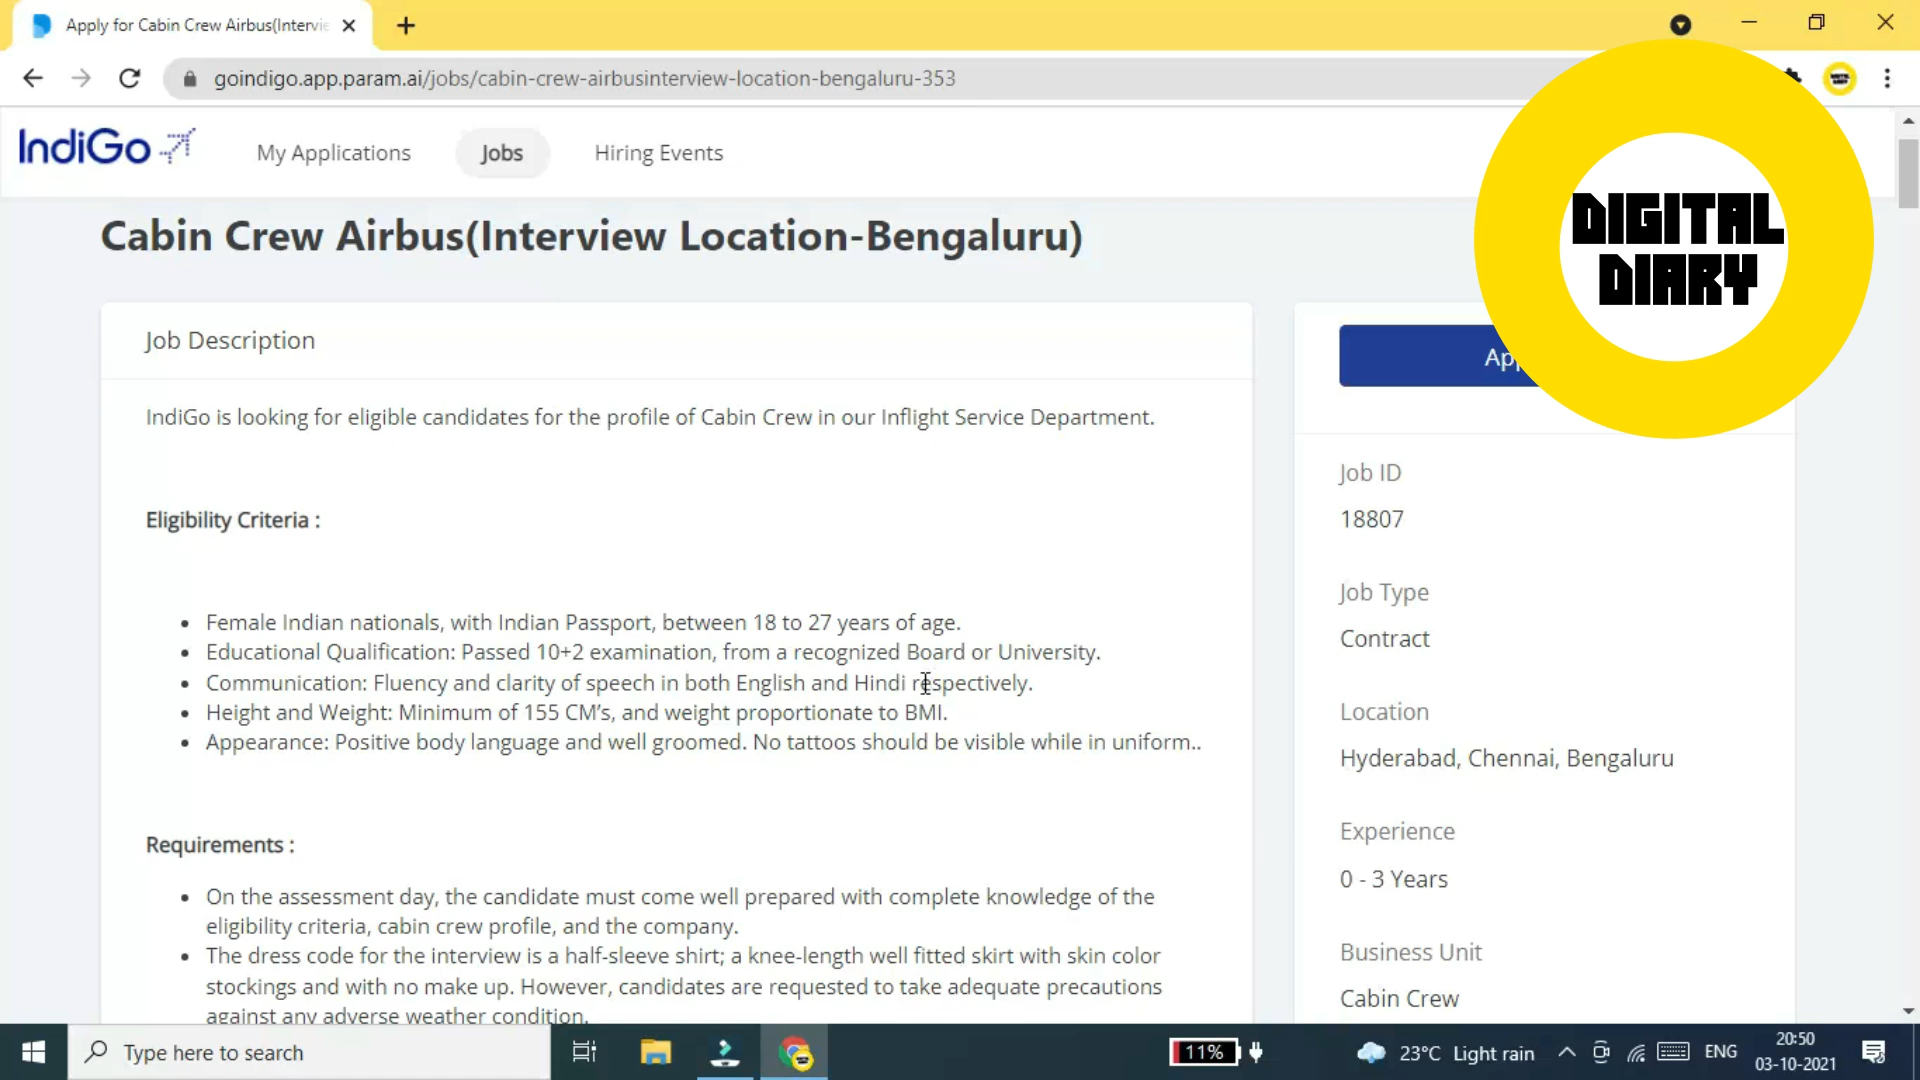 Apply for Cabin Crew Airbus(Intervie
goindigo.app.param.ai/jobs/cabin-crew-airbusinterview-location-bengaluru-353
IndiGo
My Applications
Jobs
Hiring Events
DIGITAL
DIARY
Cabin Crew Airbus(Interview Location-Bengaluru)
Job Description
IndiGo is looking for eligible candidates for the profile of Cabin Crew in our Inflight Service Department.
Eligibility Criteria :
• Female Indian nationals, with Indian Passport, between 18 to 27 years of age.
• Educational Qualification: Passed 10+2 examination, from a recognized Board or University.
• Communication: Fluency and clarity of speech in both English and Hindi respectively.
• Height and Weight: Minimum of 155 CM's, and weight proportionate to BMI.
• Appearance: Positive body language and well groomed. No tattoos should be visible while in uniform..
Requirements :
• On the assessment day, the candidate must come well prepared with complete knowledge of the
eligibility criteria, cabin crew profile, and the company.
• The dress code for the interview is a half-sleeve shirt; a knee-length well fitted skirt with skin color
stockings and with no make up. However, candidates are requested to take adequate precautions
against any adverse weather condition.
Job ID
18807
Job Type
Contract
Location
Hyderabad, Chennai, Bengaluru
Experience
0 - 3 Years
Business Unit
Cabin Crew
Type here to search
11%
23°C Light rain
ENG
20:50
03-10-2021